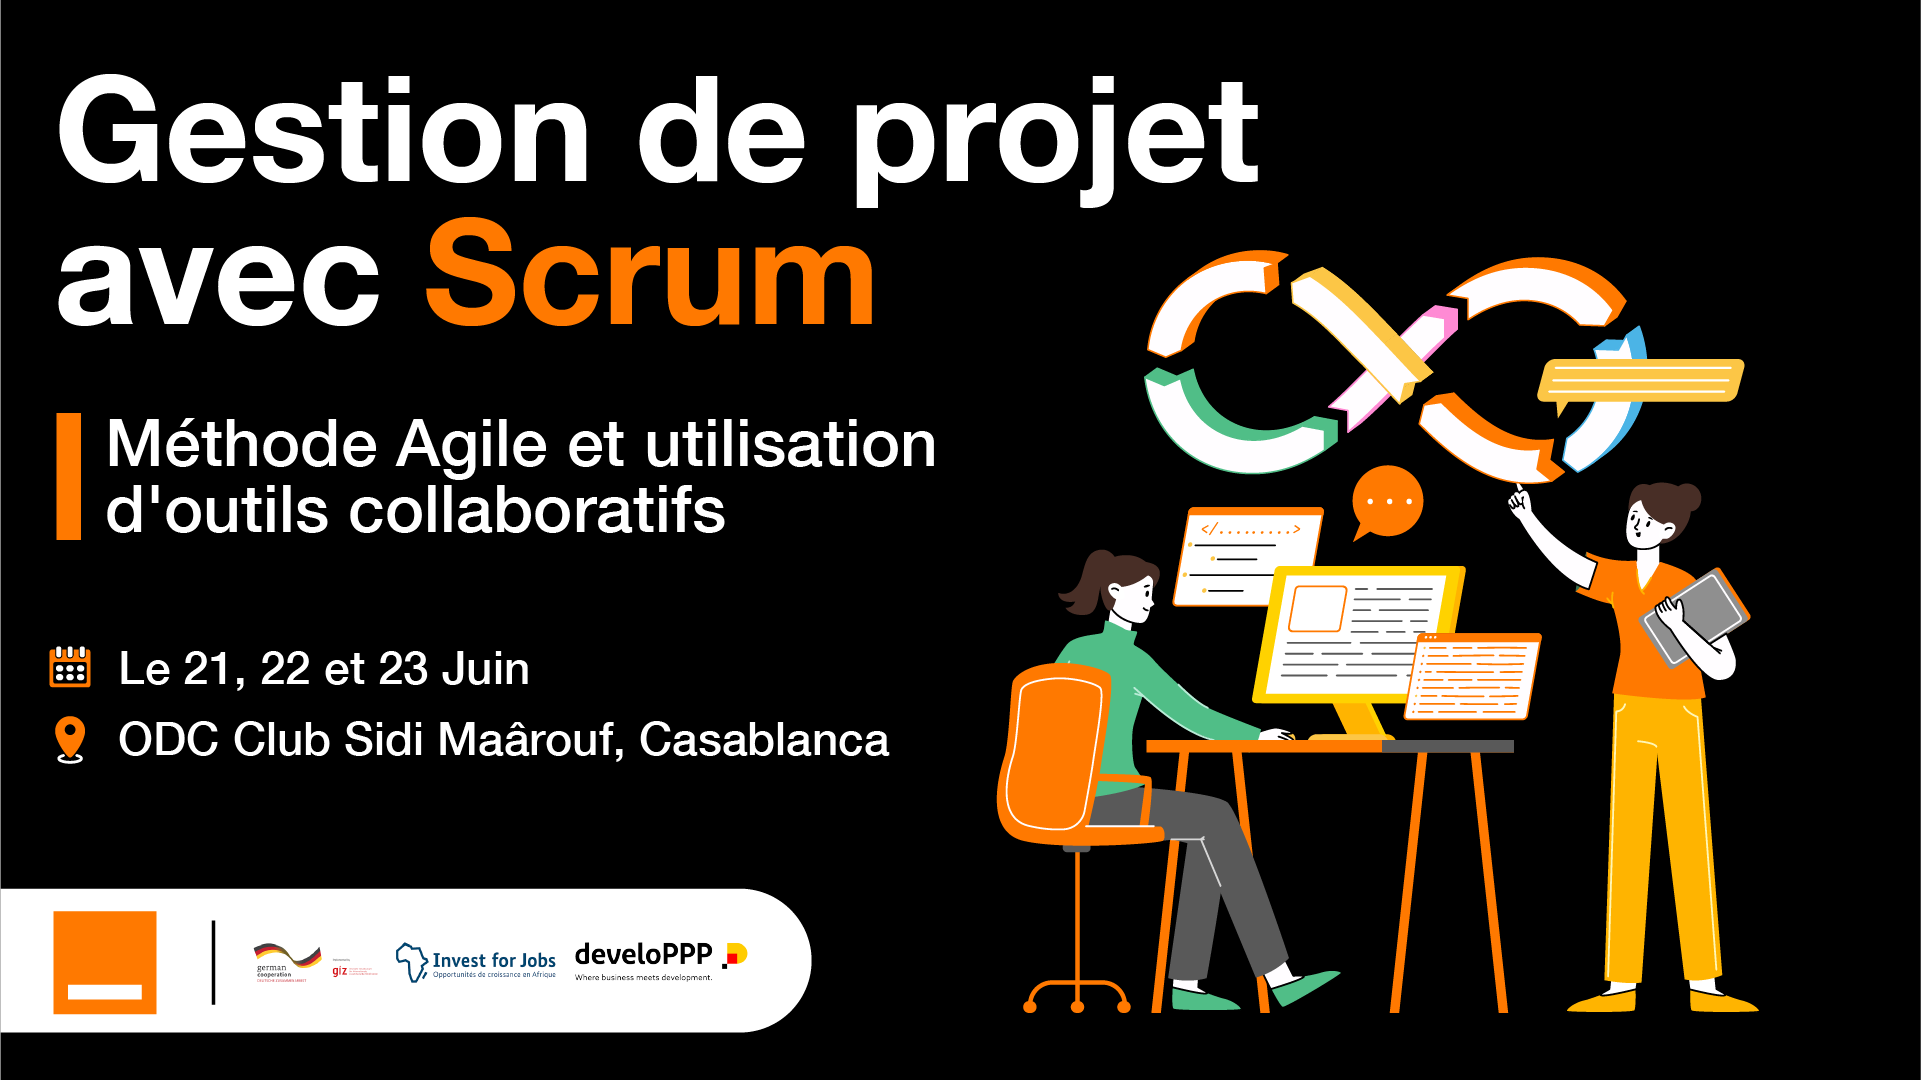 Gestion de projet
avec Scrum
Méthode Agile et utilisation
d'outils collaboratifs
Le 21, 22 et 23 Juin
ODC Club Sidi Maârouf, Casablanca
</.........>
german
cooperation
DEUTSCHE ZUSAMMENARBEIT
giz
Invest for Jobs
Opportunités de croissance en Afrique
develoPPP
Where business meets development.